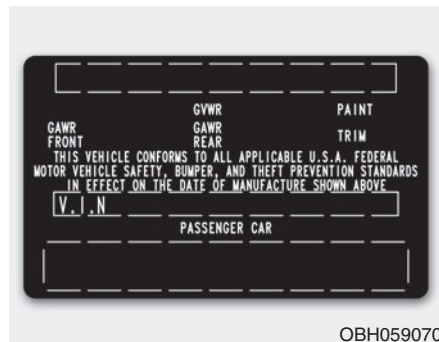 GVWR PAINT
GAWR FRONT GAWR REAR TRIM
THIS VEHICLE CONFORMS TO ALL APPLICABLE U.S.A. FEDERAL
MOTOR VEHICLE SAFETY, BUMPER, AND THEFT PREVENTION STANDARDS
IN EFFECT ON THE DATE OF MANUFACTURE SHOWN ABOVE
V.I.N
PASSENGER CAR
OBH059070